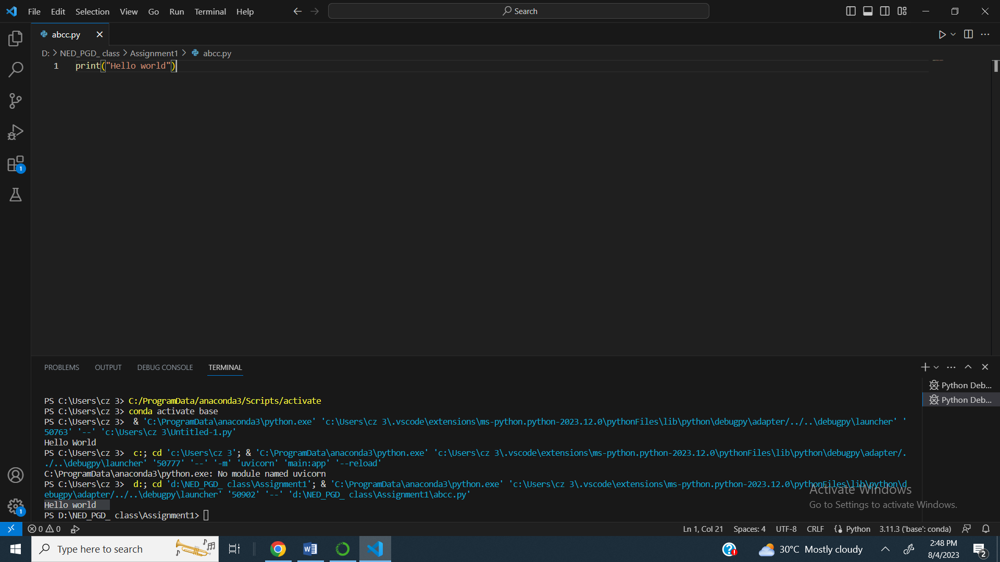 File Edit Selection View Go Run Terminal Help
Search
abcc.py
D: > NED_PGD_ class > Assignment1 > abcc.py
1 print("Hello world")
PROBLEMS OUTPUT DEBUG CONSOLE TERMINAL
Python Deb...
Python Deb...
PS C:\Users\cz 3> C:/ProgramData/anaconda3/Scripts/activate
PS C:\Users\cz 3> conda activate base
PS C:\Users\cz 3>  & 'C:\ProgramData\anaconda3\python.exe' 'c:\Users\cz 3\.vscode\extensions\ms-python.python-2023.12.0\pythonFiles\lib\python\debugpy\adapter/../..\debugpy\launcher' '
50763' '--' 'c:\Users\cz 3\Untitled-1.py'
Hello World
PS C:\Users\cz 3>  c:; cd 'c:\Users\cz 3'; & 'C:\ProgramData\anaconda3\python.exe' 'c:\Users\cz 3\.vscode\extensions\ms-python.python-2023.12.0\pythonFiles\lib\python\debugpy\adapter/.
./..\debugpy\launcher' '50777' '--' '-m' 'uvicorn' 'main:app' '--reload'
C:\ProgramData\anaconda3\python.exe: No module named uvicorn
PS C:\Users\cz 3>  d:; cd 'd:\NED_PGD_ class\Assignment1'; & 'C:\ProgramData\anaconda3\python.exe' 'c:\Users\cz 3\.vscode\extensions\ms-python.python-2023.12.0\pythonFiles\lib\python\d
ebugpy\adapter/../..\debugpy\launcher' '50902' '--' 'd:\NED_PGD_ class\Assignment1\abcc.py'
Hello world
PS D:\NED_PGD_ class\Assignment1>
Activate Windows
Go to Settings to activate Windows.
1
1
0 0
Ln 1, Col 21 Spaces: 4 UTF-8 CRLF Python 3.11.3 ('base': conda)
Type here to search
30°C Mostly cloudy
2:48 PM
8/4/2023
2